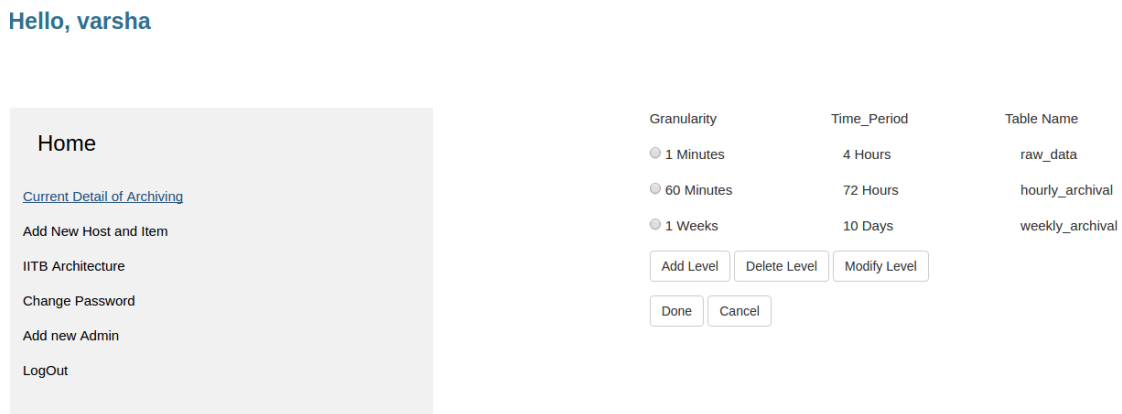 Hello, varsha
Home
Current Detail of Archiving
Add New Host and Item
IITB Architecture
Change Password
Add new Admin
LogOut
Granularity Time_Period Table Name
1 Minutes 4 Hours raw_data
60 Minutes 72 Hours hourly_archival
1 Weeks 10 Days weekly_archival
Add Level Delete Level Modify Level
Done Cancel